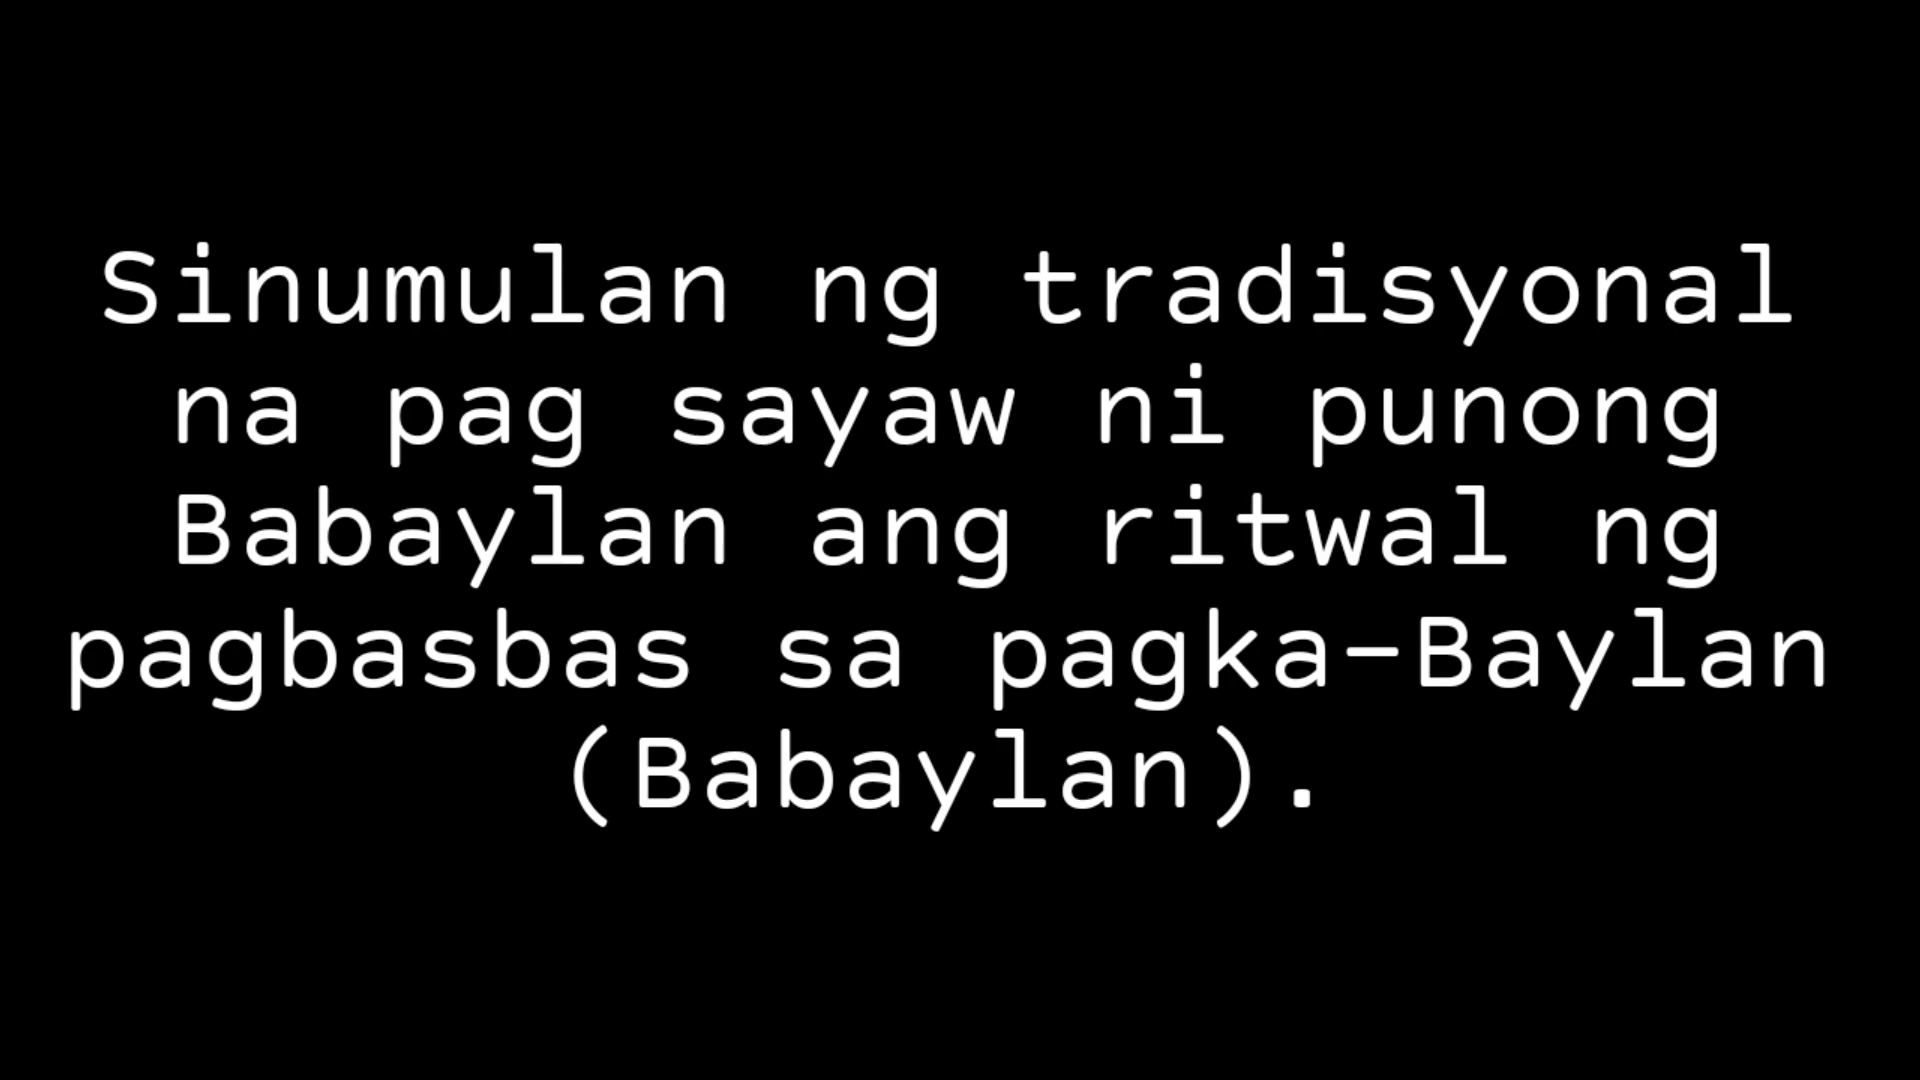 Sinumulan ng tradisyonal
na pag sayaw ni punong
Babaylan ang ritwal ng
pagbasbas sa pagka-Baylan
(Babaylan).